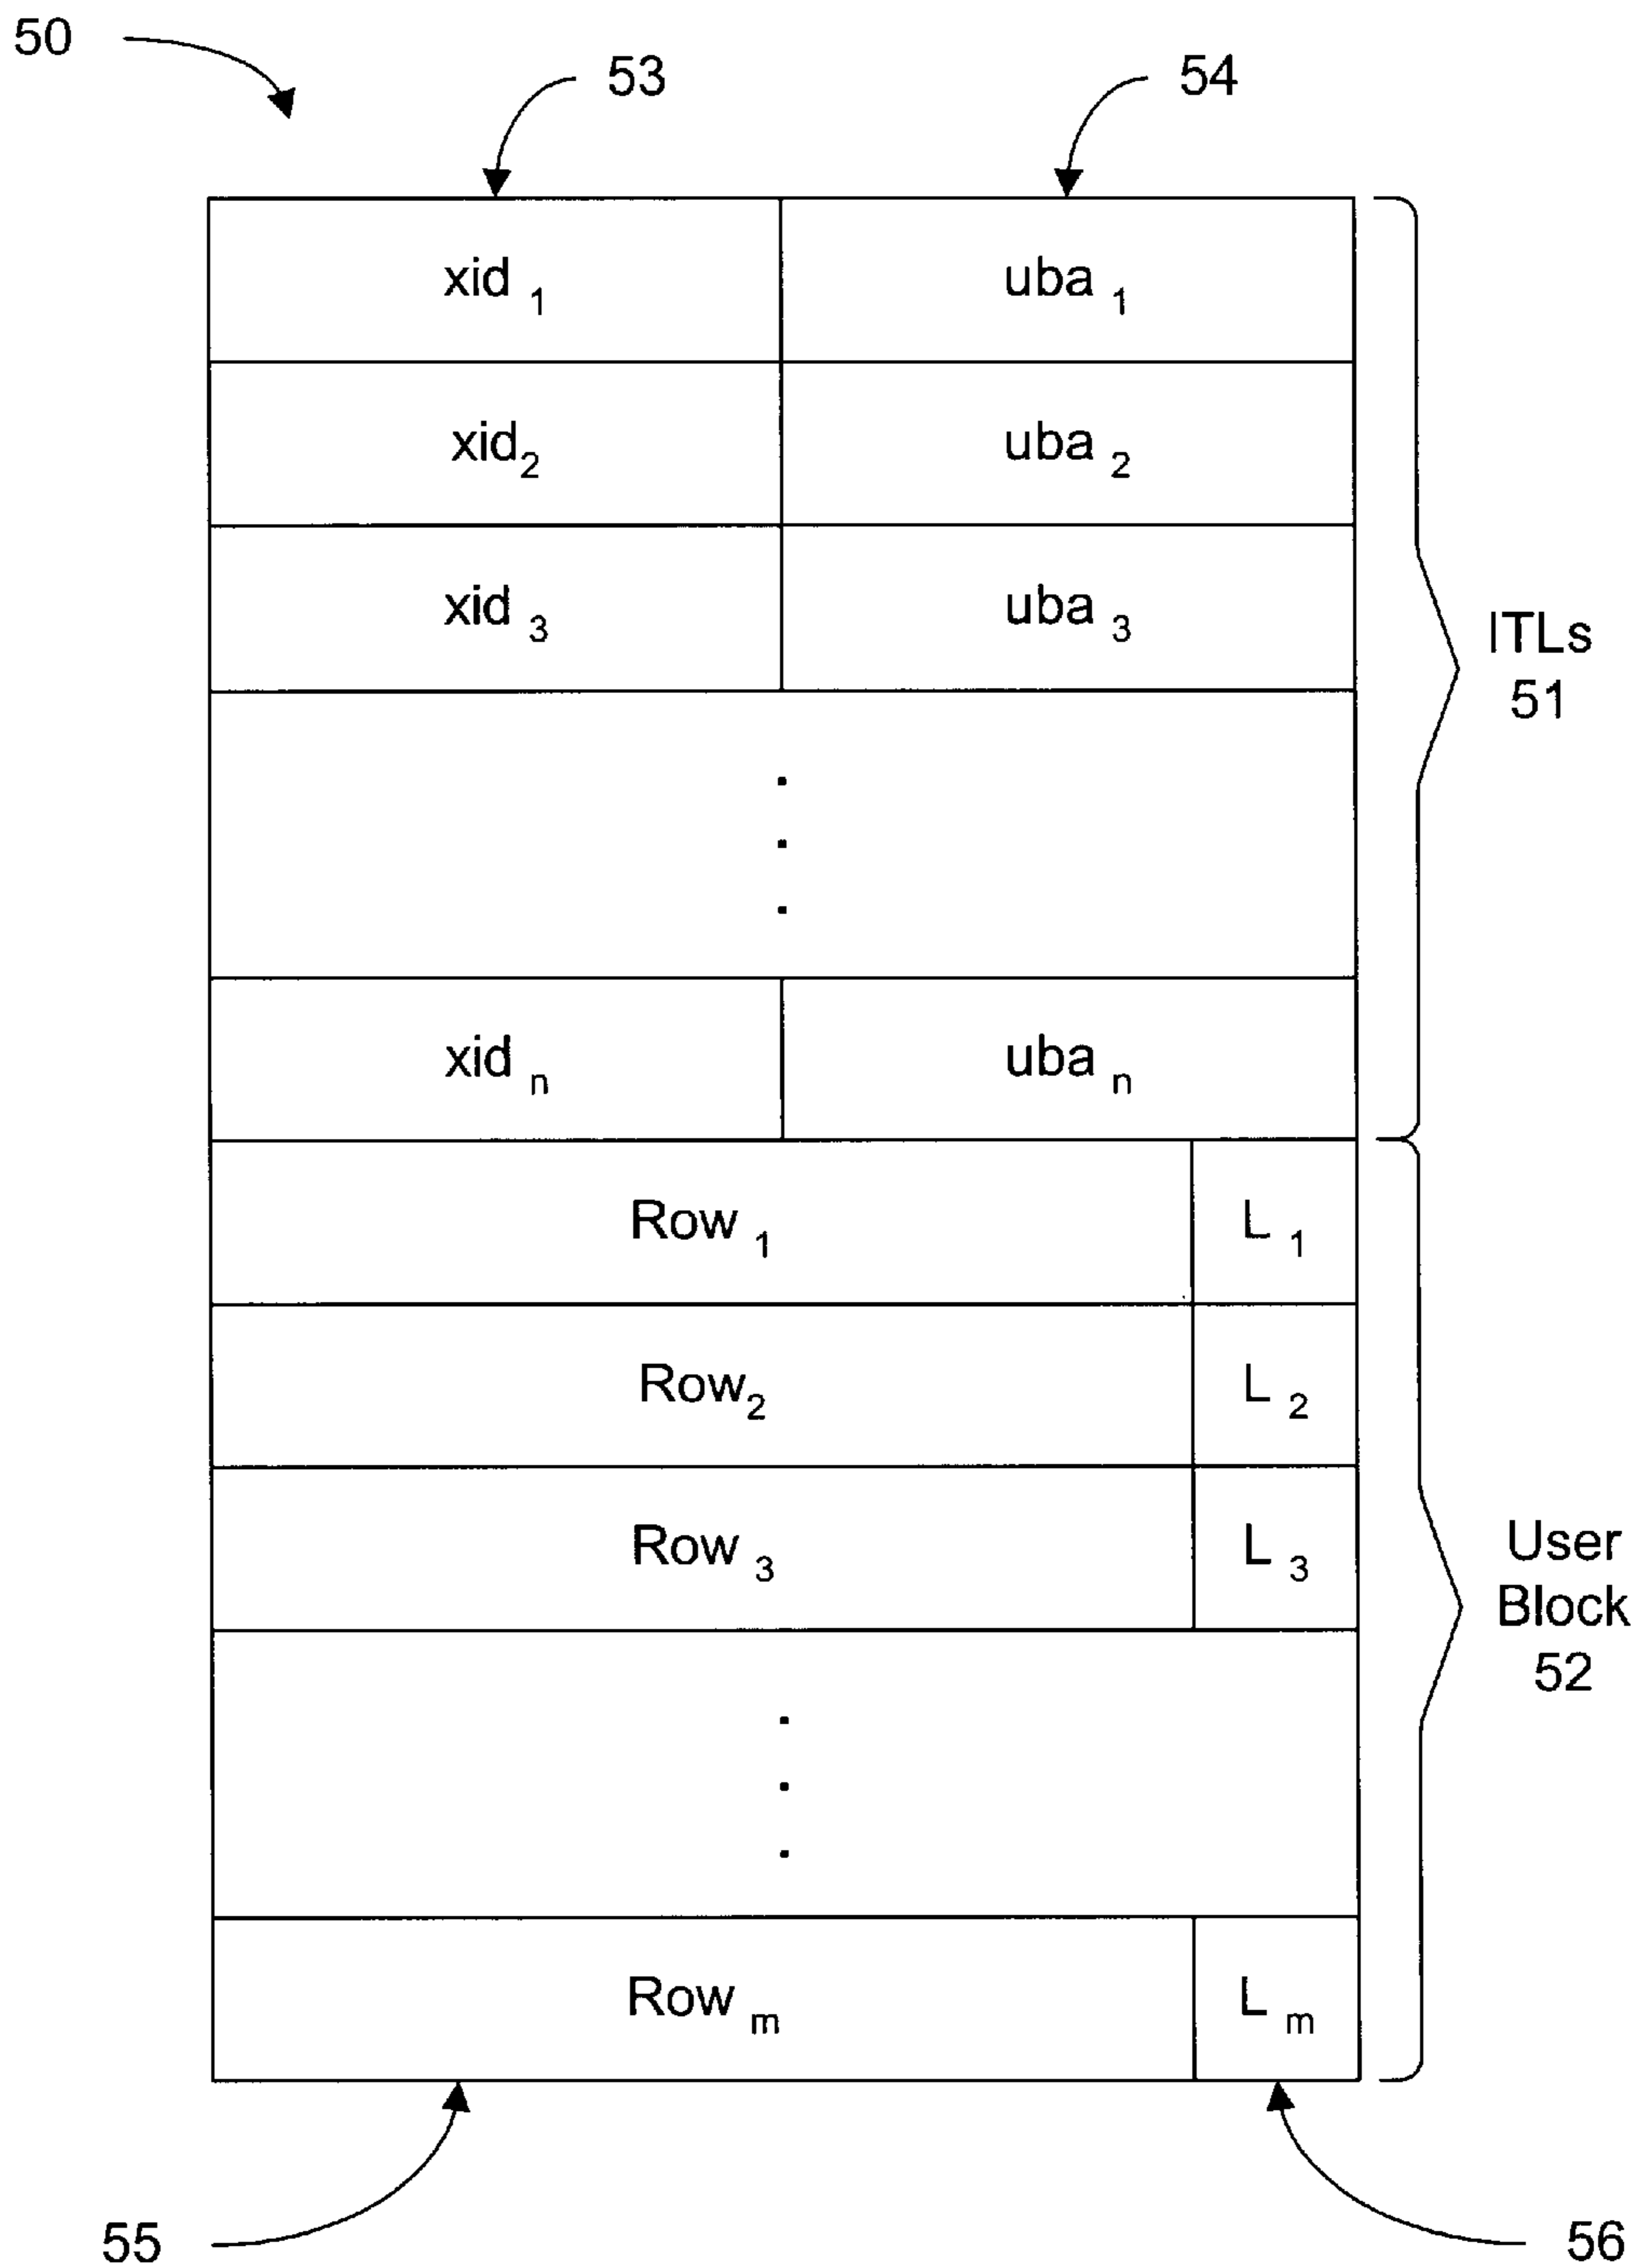 50
53 54
xid 1 uba 1
xid2 uba 2
xid 3 uba 3
ITLs
51
xid n uba n
Row 1 L 1
Row2 L 2
Row 3 L 3
User
Block
52
Row m L m
55 56